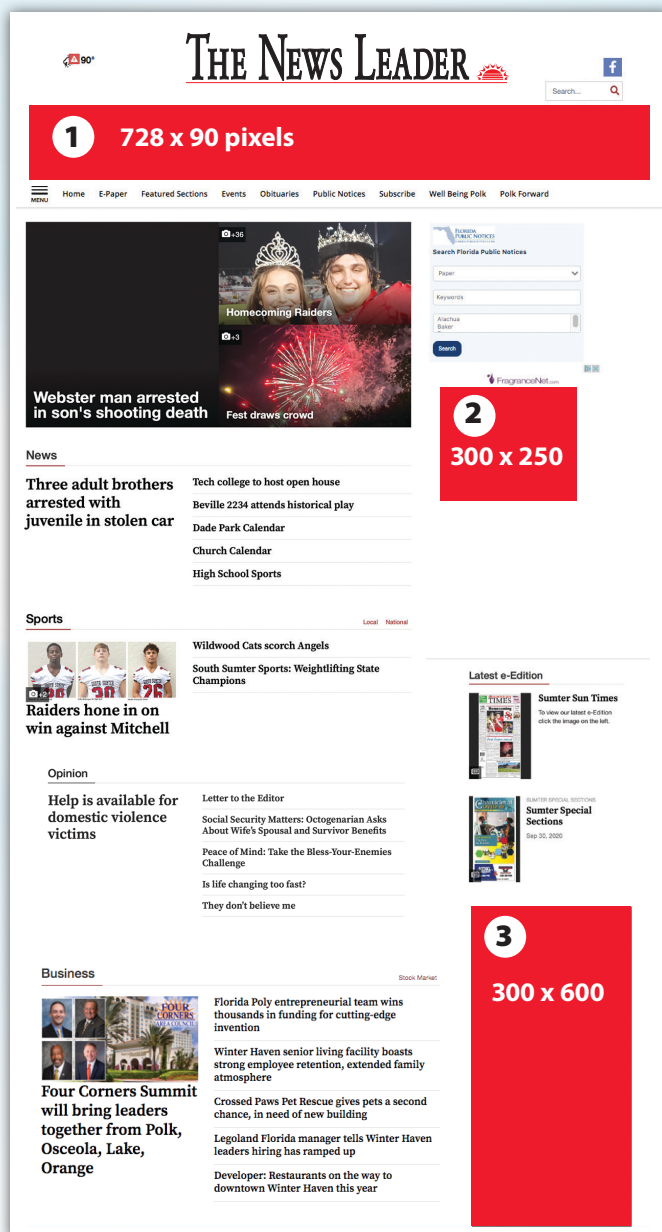 90°
THE NEWS LEADER
f
Search...
1 728 x 90 pixels
MENU
Home E-Paper Featured Sections Events Obituaries Public Notices Subscribe Well Being Polk Polk Forward
+36
Homecoming Raiders
+3
Fest draws crowd
Webster man arrested
in son's shooting death
FLORIDA
PUBLIC NOTICES
Search Florida Public Notices
Paper
Keywords
Alachua
Baker
Search
FragranceNet.com
2
300 x 250
News
Three adult brothers
arrested with
juvenile in stolen car
Tech college to host open house
Beville 2234 attends historical play
Dade Park Calendar
Church Calendar
High School Sports
Sports
Local National
+2
26
Raiders hone in on
win against Mitchell
Wildwood Cats scorch Angels
South Sumter Sports: Weightlifting State
Champions
Latest e-Edition
TIMES
Sumter Sun Times
To view our latest e-Edition
click the image on the left.
SUMTER SPECIAL SECTIONS
Sumter Special
Sections
Sep 30, 2020
Opinion
Help is available for
domestic violence
victims
Letter to the Editor
Social Security Matters: Octogenarian Asks
About Wife's Spousal and Survivor Benefits
Peace of Mind: Take the Bless-Your-Enemies
Challenge
Is life changing too fast?
They don't believe me
3
300 x 600
Business
Stock Market
FOUR
CORNERS
AREA COUNCIL
Four Corners Summit
will bring leaders
together from Polk,
Osceola, Lake,
Orange
Florida Poly entrepreneurial team wins
thousands in funding for cutting-edge
invention
Winter Haven senior living facility boasts
strong employee retention, extended family
atmosphere
Crossed Paws Pet Rescue gives pets a second
chance, in need of new building
Legoland Florida manager tells Winter Haven
leaders hiring has ramped up
Developer: Restaurants on the way to
downtown Winter Haven this year